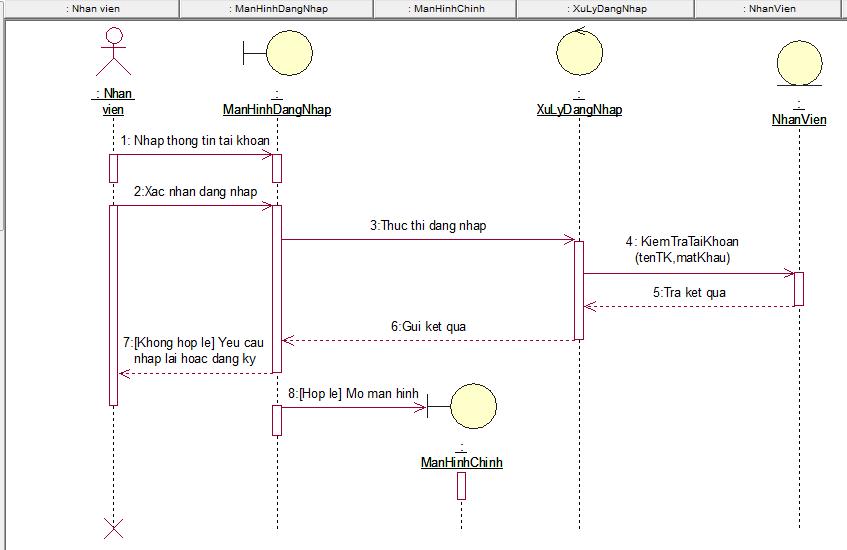 : Nhan vien
: ManHinhDangNhap
: ManHinhChinh
: XuLyDangNhap
: NhanVien
: Nhan
vien
:
ManHinhDangNhap
:
XuLyDangNhap
:
NhanVien
1: Nhap thong tin tai khoan
2:Xac nhan dang nhap
3:Thuc thi dang nhap
4: KiemTraTaiKhoan
(tenTK,matKhau)
5:Tra ket qua
6:Gui ket qua
7:[Khong hop le] Yeu cau
nhap lai hoac dang ky
8:[Hop le] Mo man hinh
:
ManHinhChinh